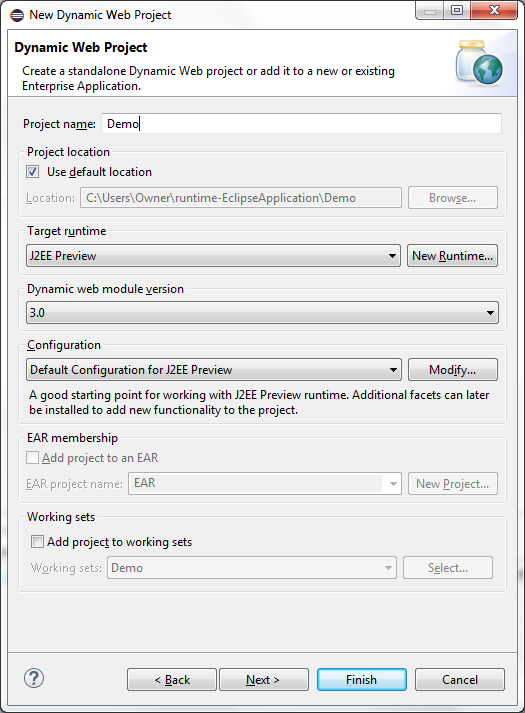 New Dynamic Web Project
Dynamic Web Project
Create a standalone Dynamic Web project or add it to a new or existing
Enterprise Application.
Project name: Demo
Project location
Use default location
Location: C:\Users\Owner\runtime-EclipseApplication\Demo Browse...
Target runtime
J2EE Preview New Runtime...
Dynamic web module version
3.0
Configuration
Default Configuration for J2EE Preview Modify...
A good starting point for working with J2EE Preview runtime. Additional facets can later
be installed to add new functionality to the project.
EAR membership
Add project to an EAR
EAR project name: EAR New Project...
Working sets
Add project to working sets
Working sets: Demo Select...
? < Back Next > Finish Cancel